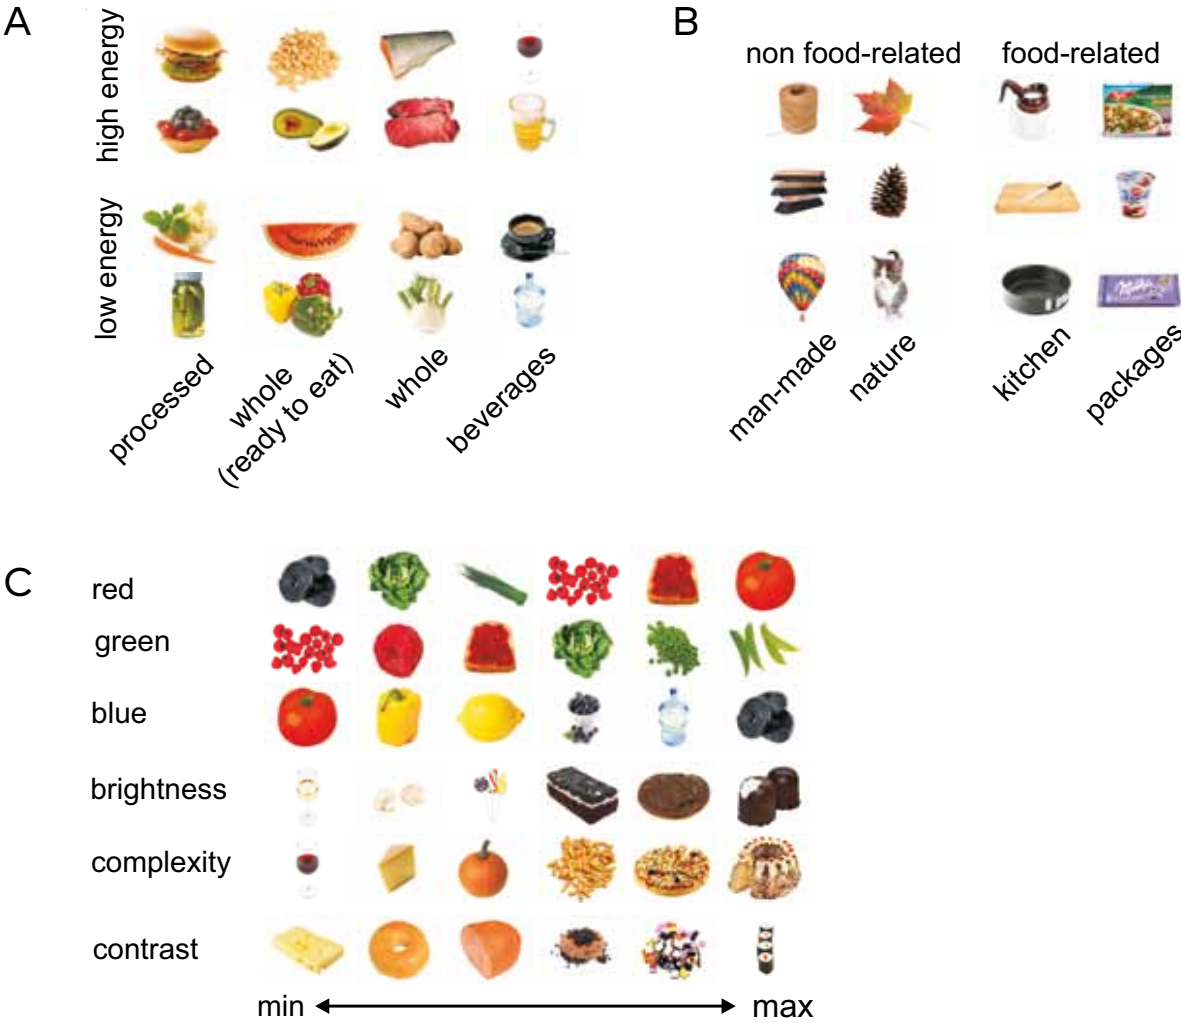 A
high energy
low energy
processed
whole
(ready to eat)
whole
beverages
B
non food-related
food-related
man-made
nature
kitchen
packages
Milka
C
red
green
blue
brightness
complexity
contrast
min
max